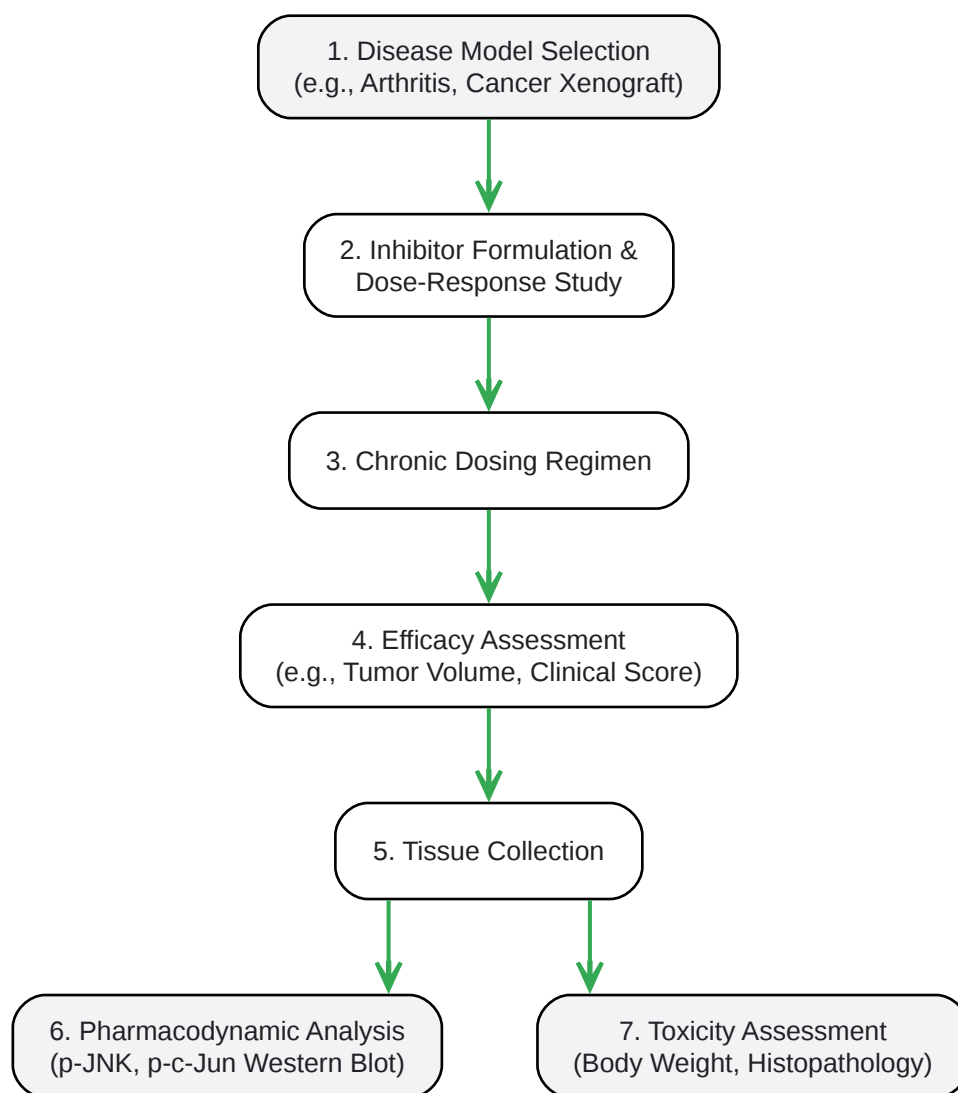 1. Disease Model Selection
(e.g., Arthritis, Cancer Xenograft)
2. Inhibitor Formulation &
Dose-Response Study
3. Chronic Dosing Regimen
4. Efficacy Assessment
(e.g., Tumor Volume, Clinical Score)
5. Tissue Collection
6. Pharmacodynamic Analysis
(p-JNK, p-c-Jun Western Blot)
7. Toxicity Assessment
(Body Weight, Histopathology)